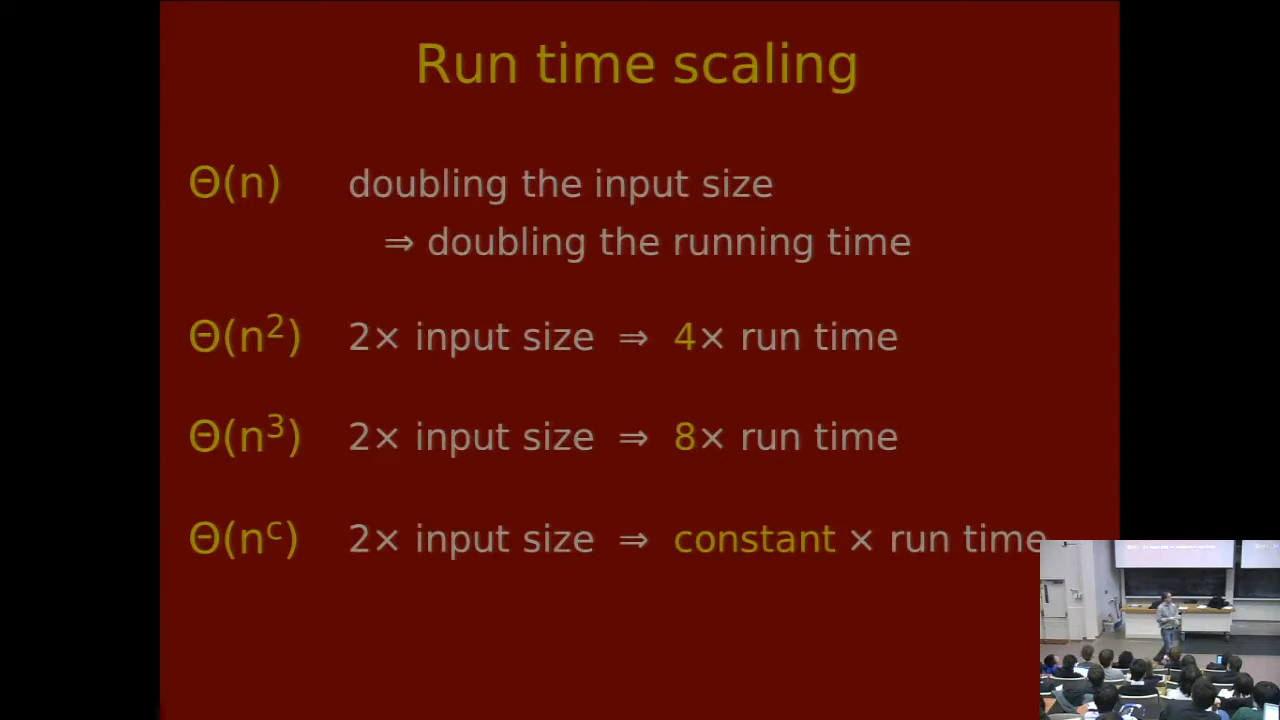 Run time scaling
Θ(n) doubling the input size
⇒ doubling the running time
Θ(n²) 2× input size ⇒ 4× run time
Θ(n³) 2× input size ⇒ 8× run time
Θ(nᶜ) 2× input size ⇒ constant × run time